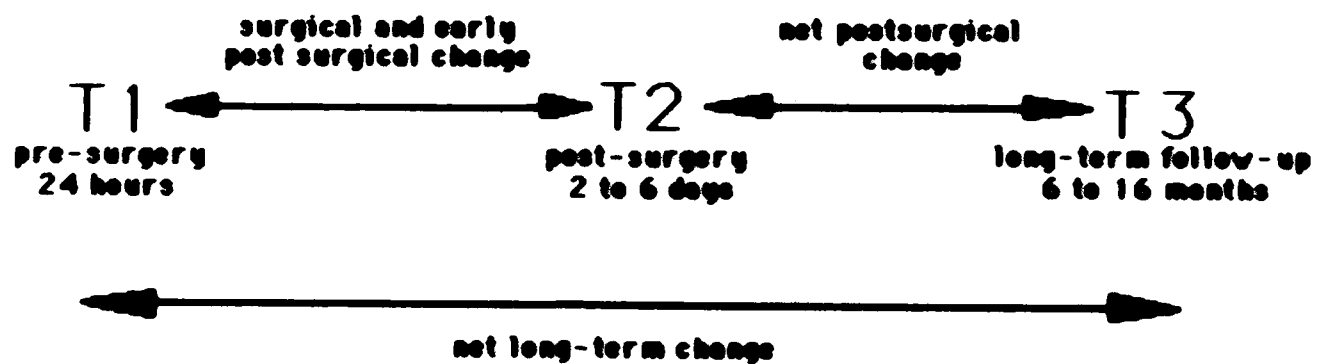 surgical and early
post surgical change
net postsurgical
change
T1
T2
T3
pre-surgery
24 hours
post-surgery
2 to 6 days
long-term follow-up
6 to 16 months
net long-term change